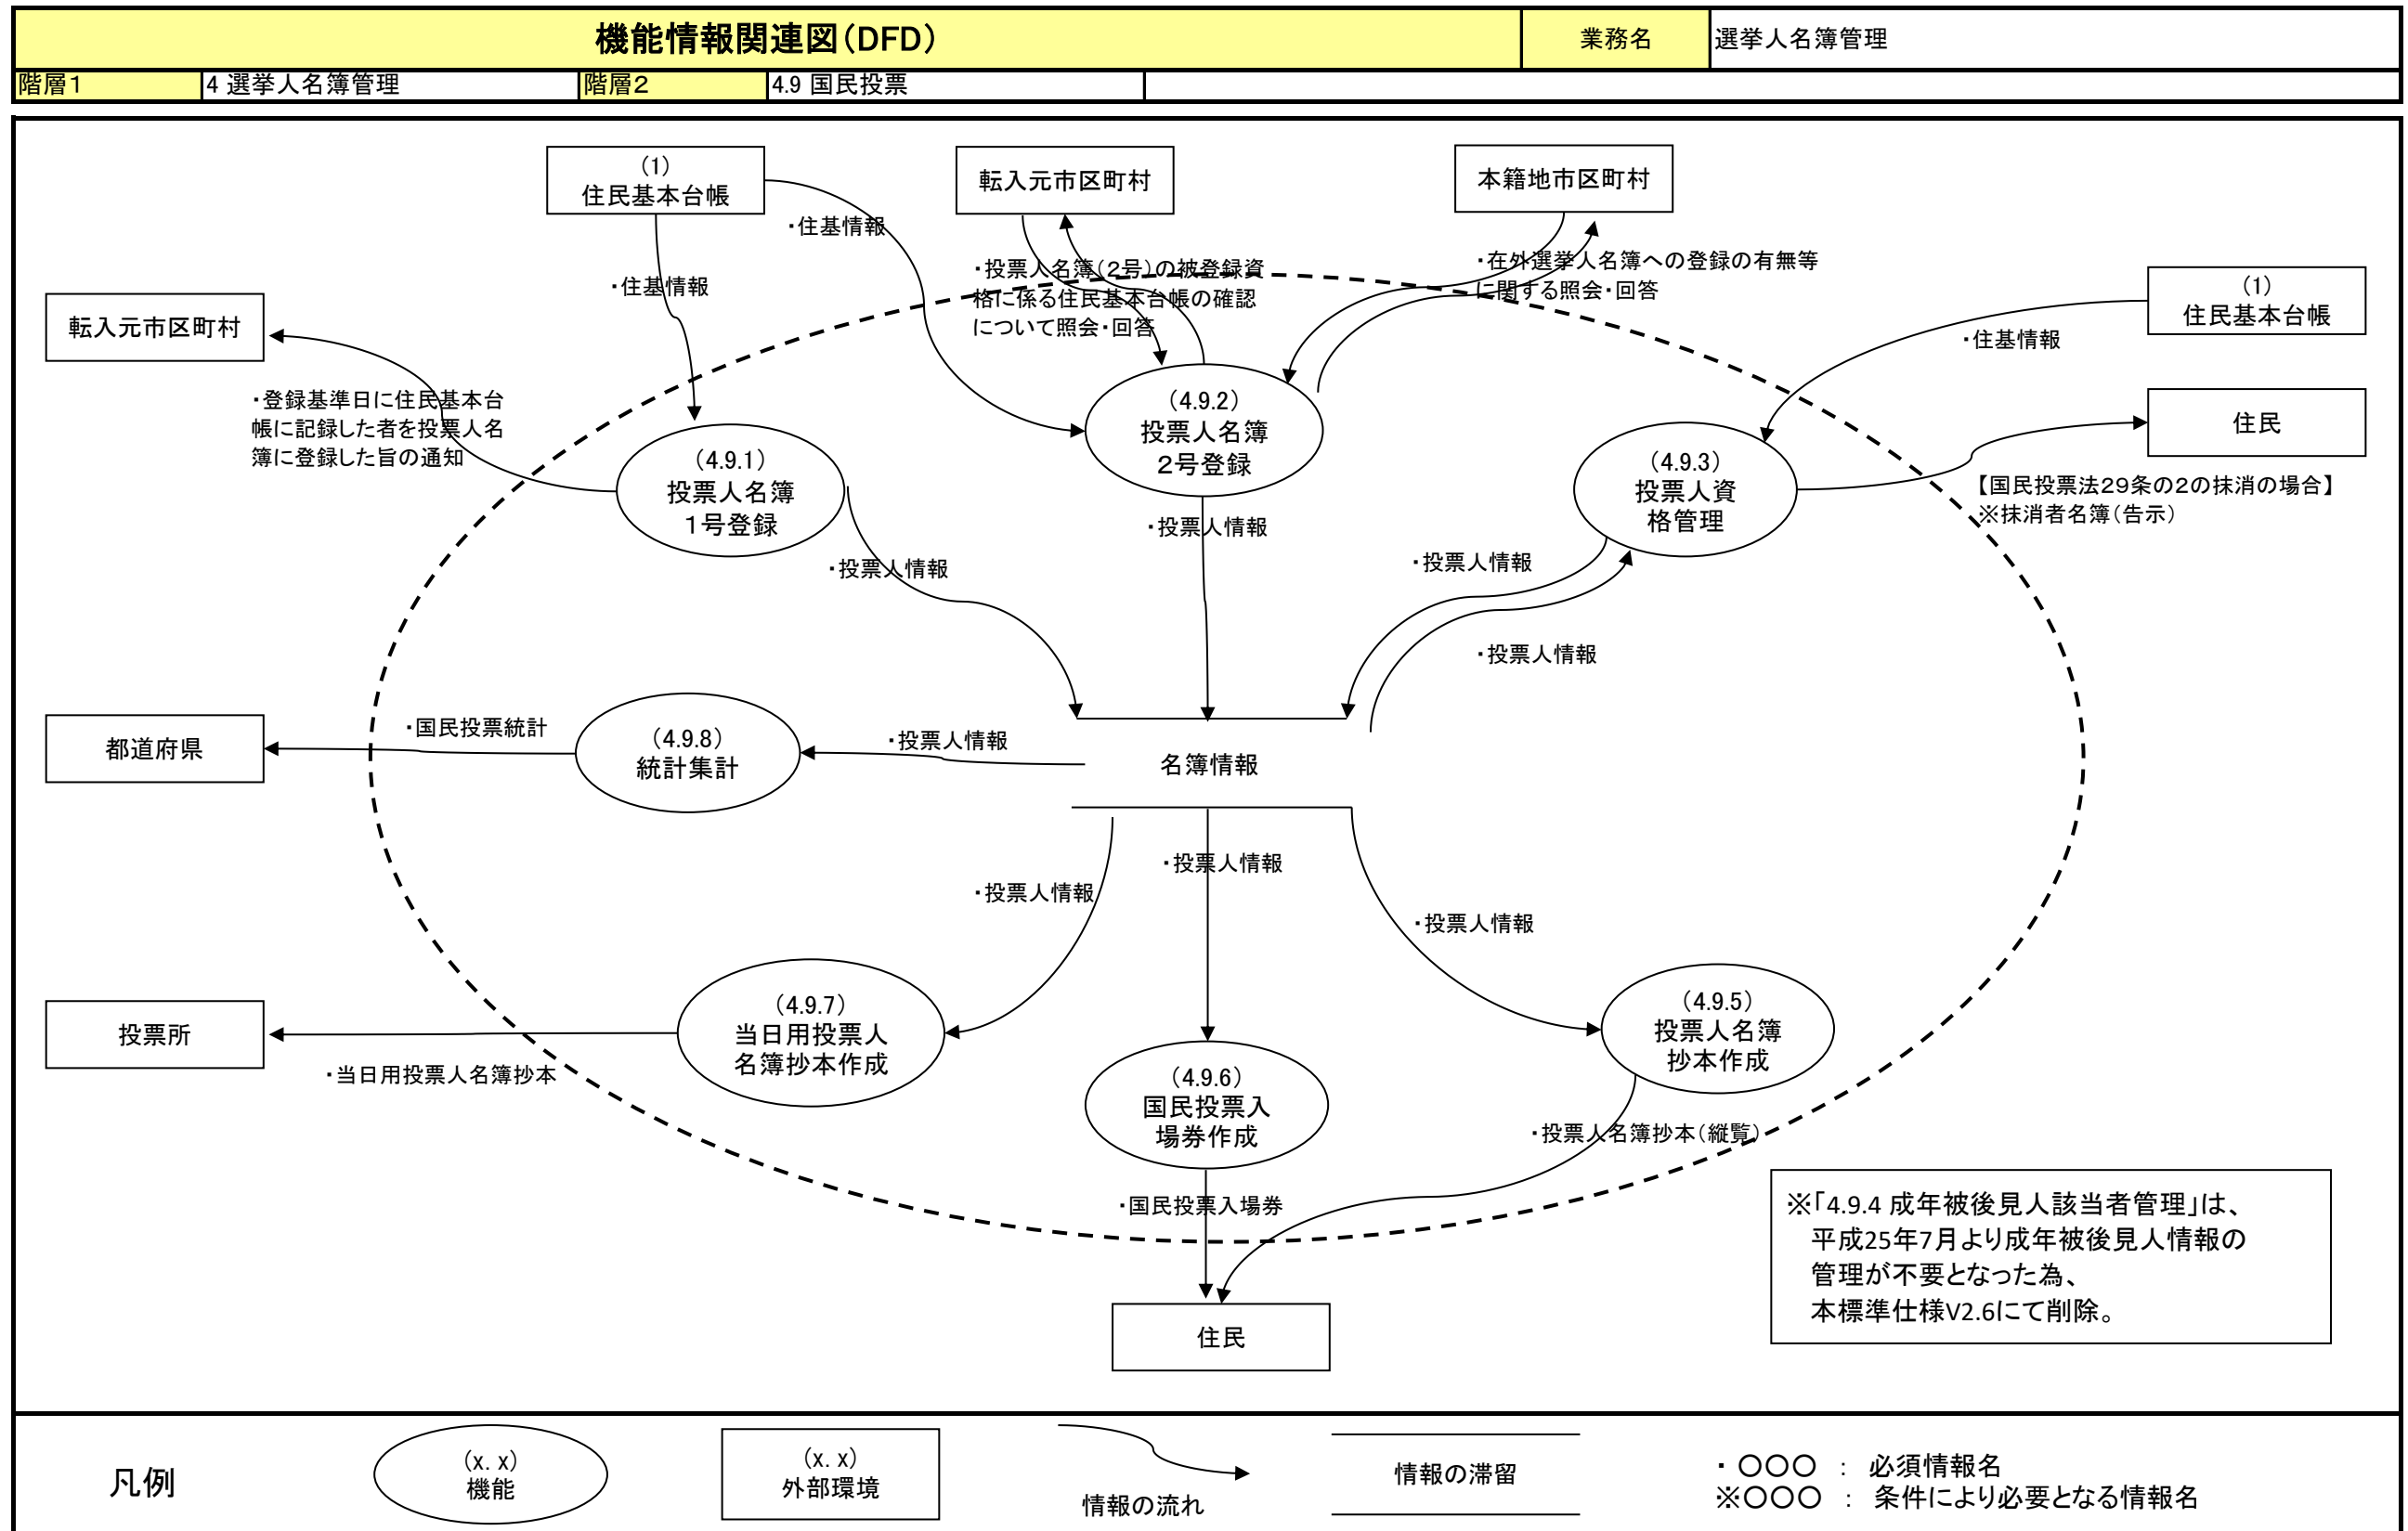 機能情報関連図（DFD）
業務名
選挙人名簿管理
階層１
4 選挙人名簿管理
階層２
4.9 国民投票
（1）
住民基本台帳
転入元市区町村
本籍地市区町村
・住基情報
・投票人名簿（２号）の被登録資
格に係る住民基本台帳の確認
について照会・回答
・在外選挙人名簿への登録の有無等
に関する照会・回答
・住基情報
（1）
住民基本台帳
転入元市区町村
・住基情報
住民
・登録基準日に住民基本台
帳に記録した者を投票人名
簿に登録した旨の通知
（4.9.1）
投票人名簿
１号登録
（4.9.2）
投票人名簿
２号登録
（4.9.3）
投票人資
格管理
【国民投票法２９条の２の抹消の場合】
※抹消者名簿（告示）
・投票人情報
・投票人情報
・投票人情報
・投票人情報
都道府県
・国民投票統計
（4.9.8）
統計集計
・投票人情報
名簿情報
・投票人情報
・投票人情報
・投票人情報
投票所
・当日用投票人名簿抄本
（4.9.7）
当日用投票人
名簿抄本作成
（4.9.6）
国民投票入
場券作成
（4.9.5）
投票人名簿
抄本作成
・投票人名簿抄本（縦覧）
・国民投票入場券
住民
※「4.9.4 成年被後見人該当者管理」は、
平成25年7月より成年被後見人情報の
管理が不要となった為、
本標準仕様V2.6にて削除。
凡例
（x. x）
機能
（x. x）
外部環境
情報の流れ
情報の滞留
・ ○○○ ： 必須情報名
※○○○ ： 条件により必要となる情報名